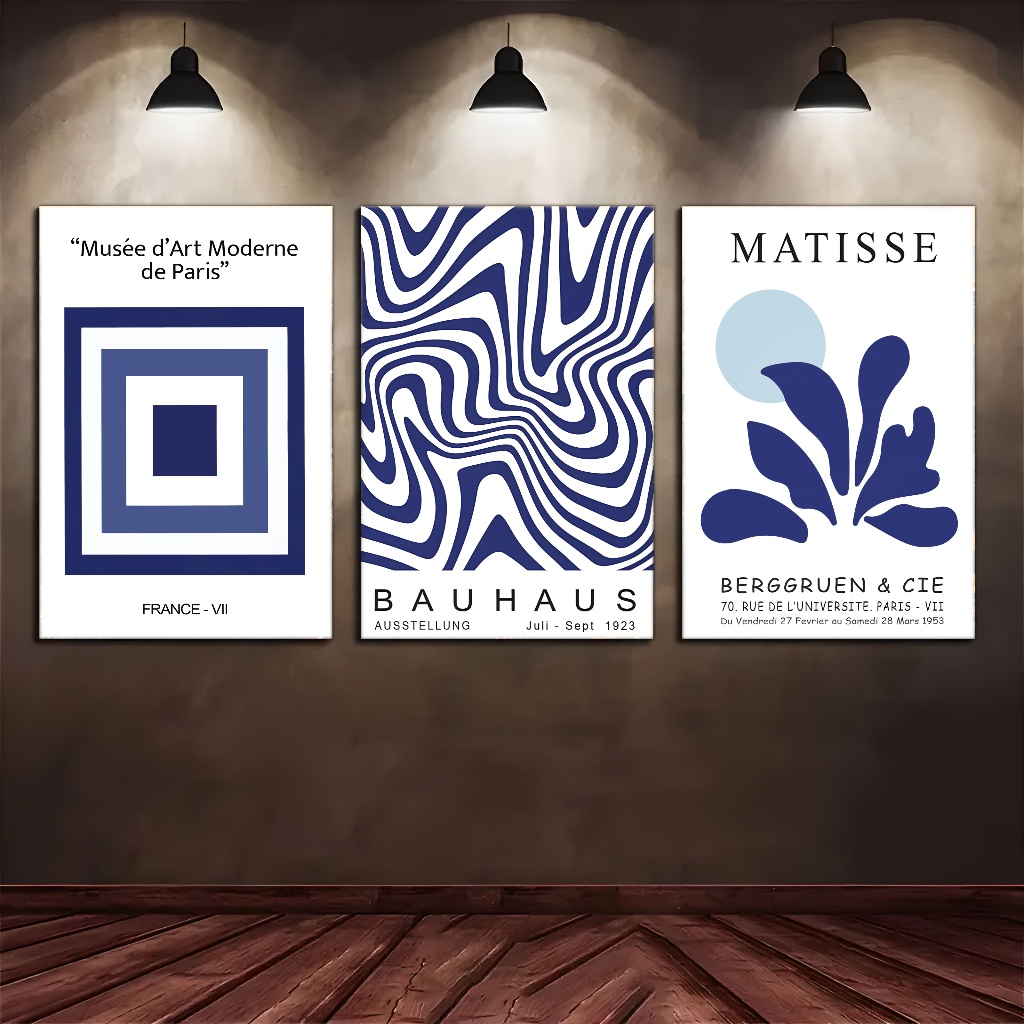 “Musée d’Art Moderne
de Paris”
FRANCE - VII
BAUHAUS
AUSSTELLUNG Juli - Sept 1923
MATISSE
BERGGRUEN & CIE
70. RUE DE L'UNIVERSITE. PARIS - VII
Du Vendredi 27 Fevrier au Samedi 28 Mars 1953